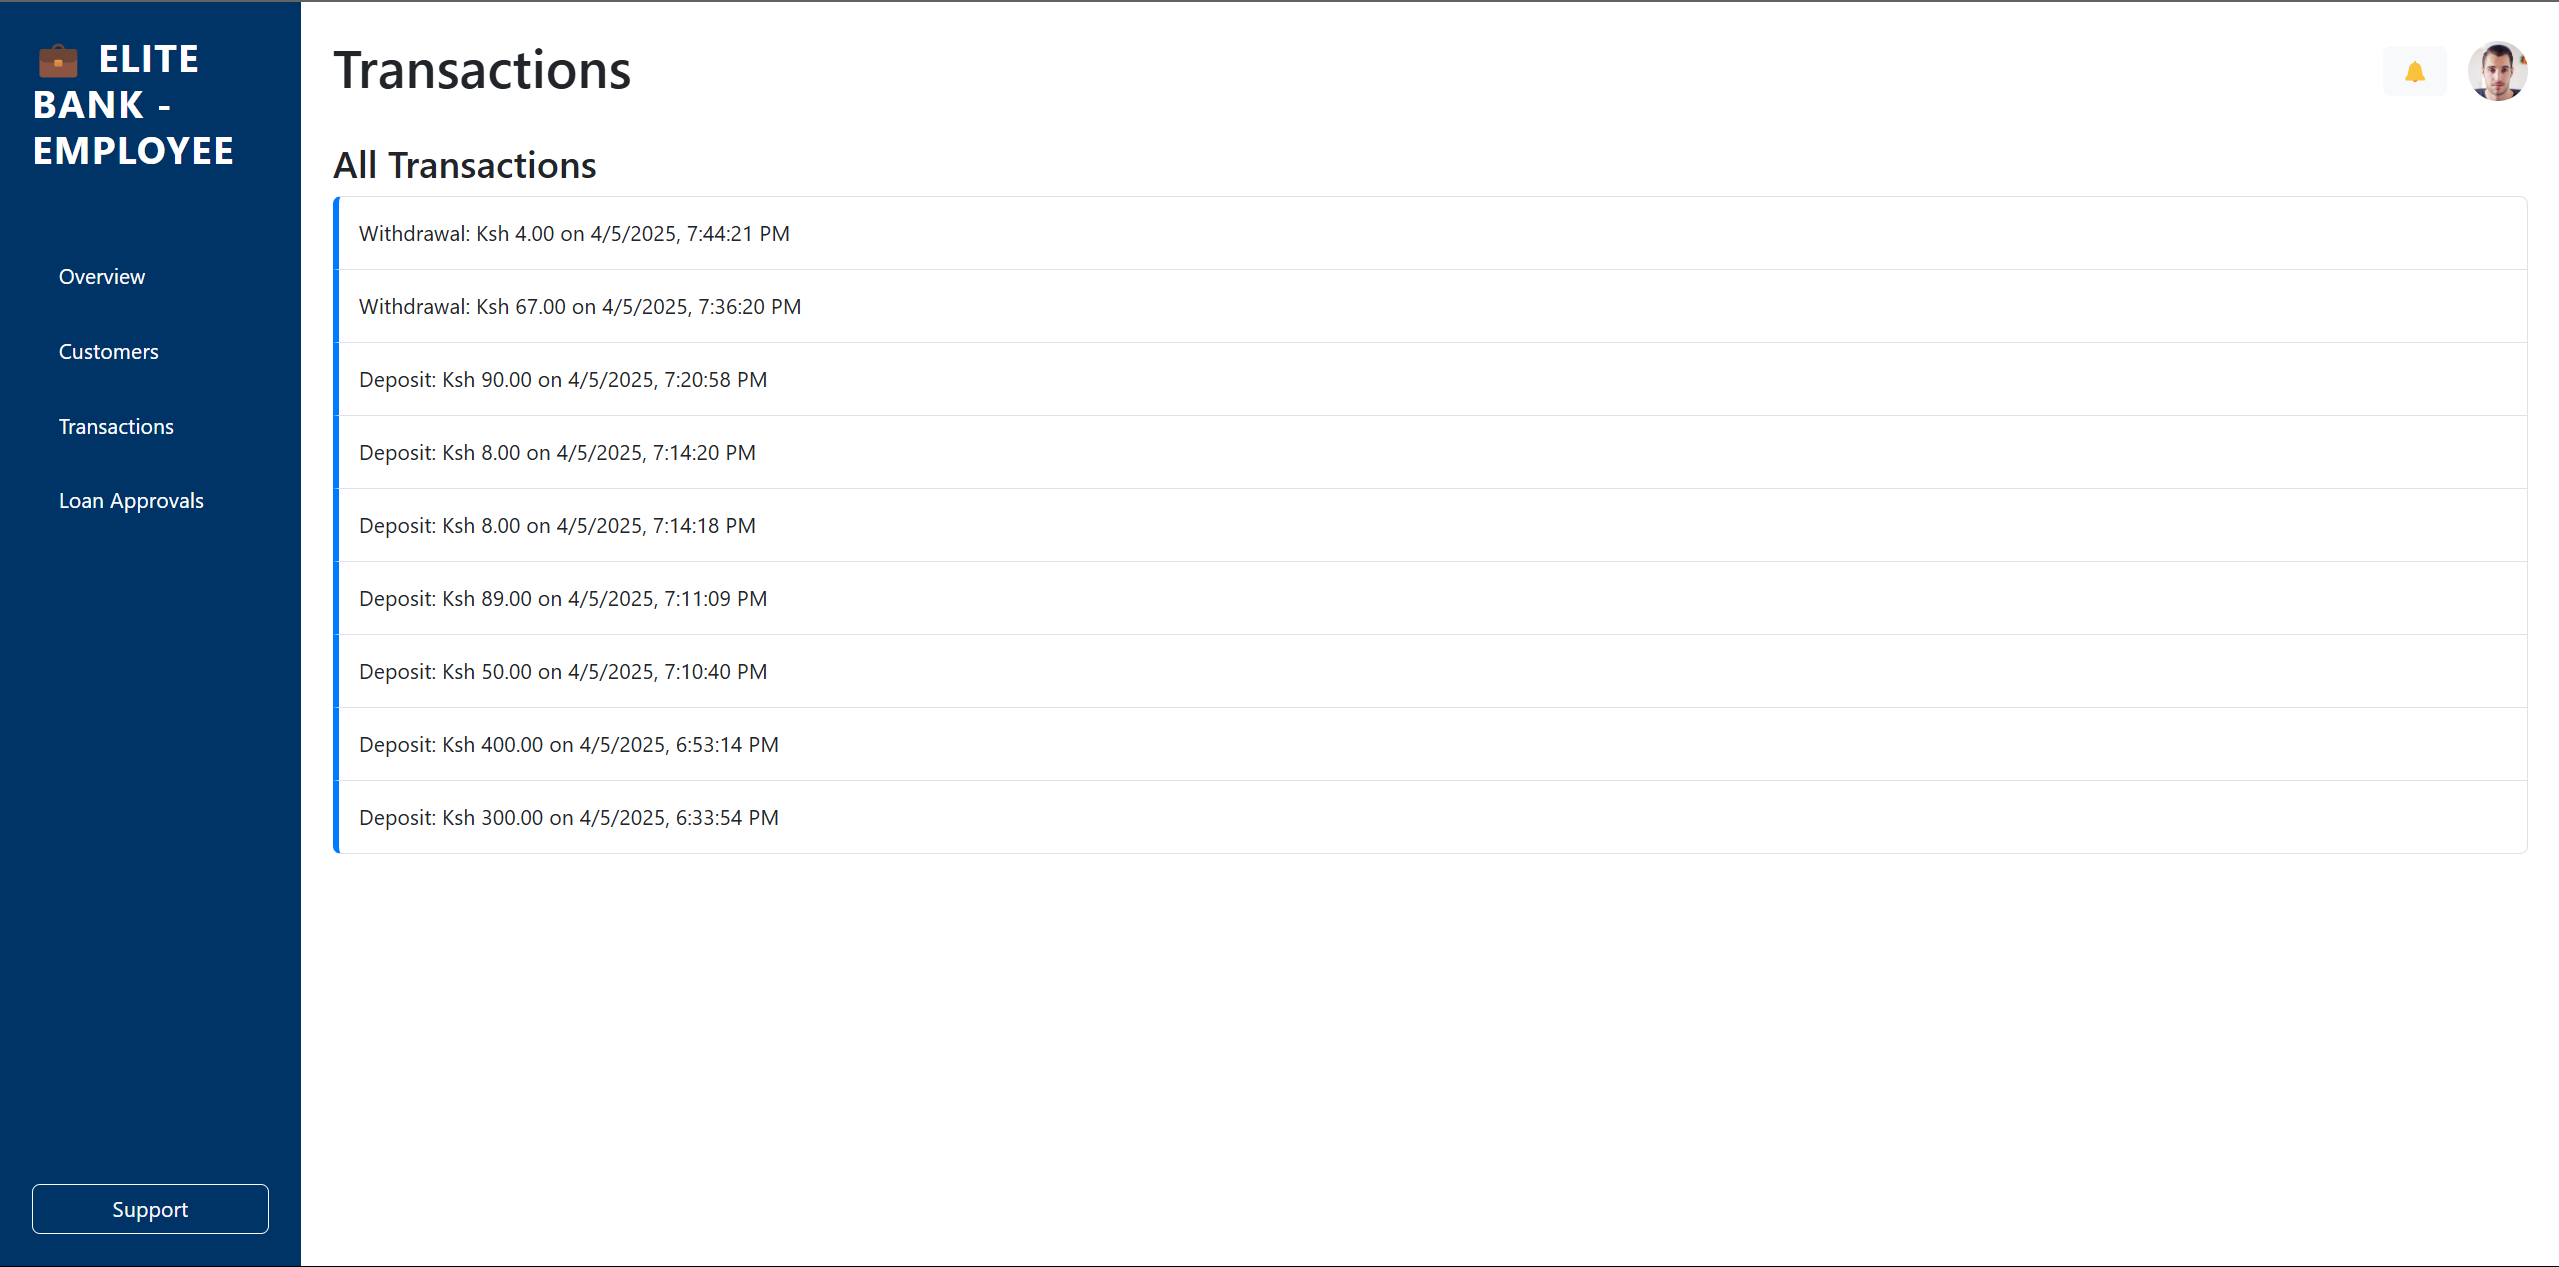 ELITE
BANK -
EMPLOYEE
Overview
Customers
Transactions
Loan Approvals
Support
Transactions
All Transactions
Withdrawal: Ksh 4.00 on 4/5/2025, 7:44:21 PM
Withdrawal: Ksh 67.00 on 4/5/2025, 7:36:20 PM
Deposit: Ksh 90.00 on 4/5/2025, 7:20:58 PM
Deposit: Ksh 8.00 on 4/5/2025, 7:14:20 PM
Deposit: Ksh 8.00 on 4/5/2025, 7:14:18 PM
Deposit: Ksh 89.00 on 4/5/2025, 7:11:09 PM
Deposit: Ksh 50.00 on 4/5/2025, 7:10:40 PM
Deposit: Ksh 400.00 on 4/5/2025, 6:53:14 PM
Deposit: Ksh 300.00 on 4/5/2025, 6:33:54 PM